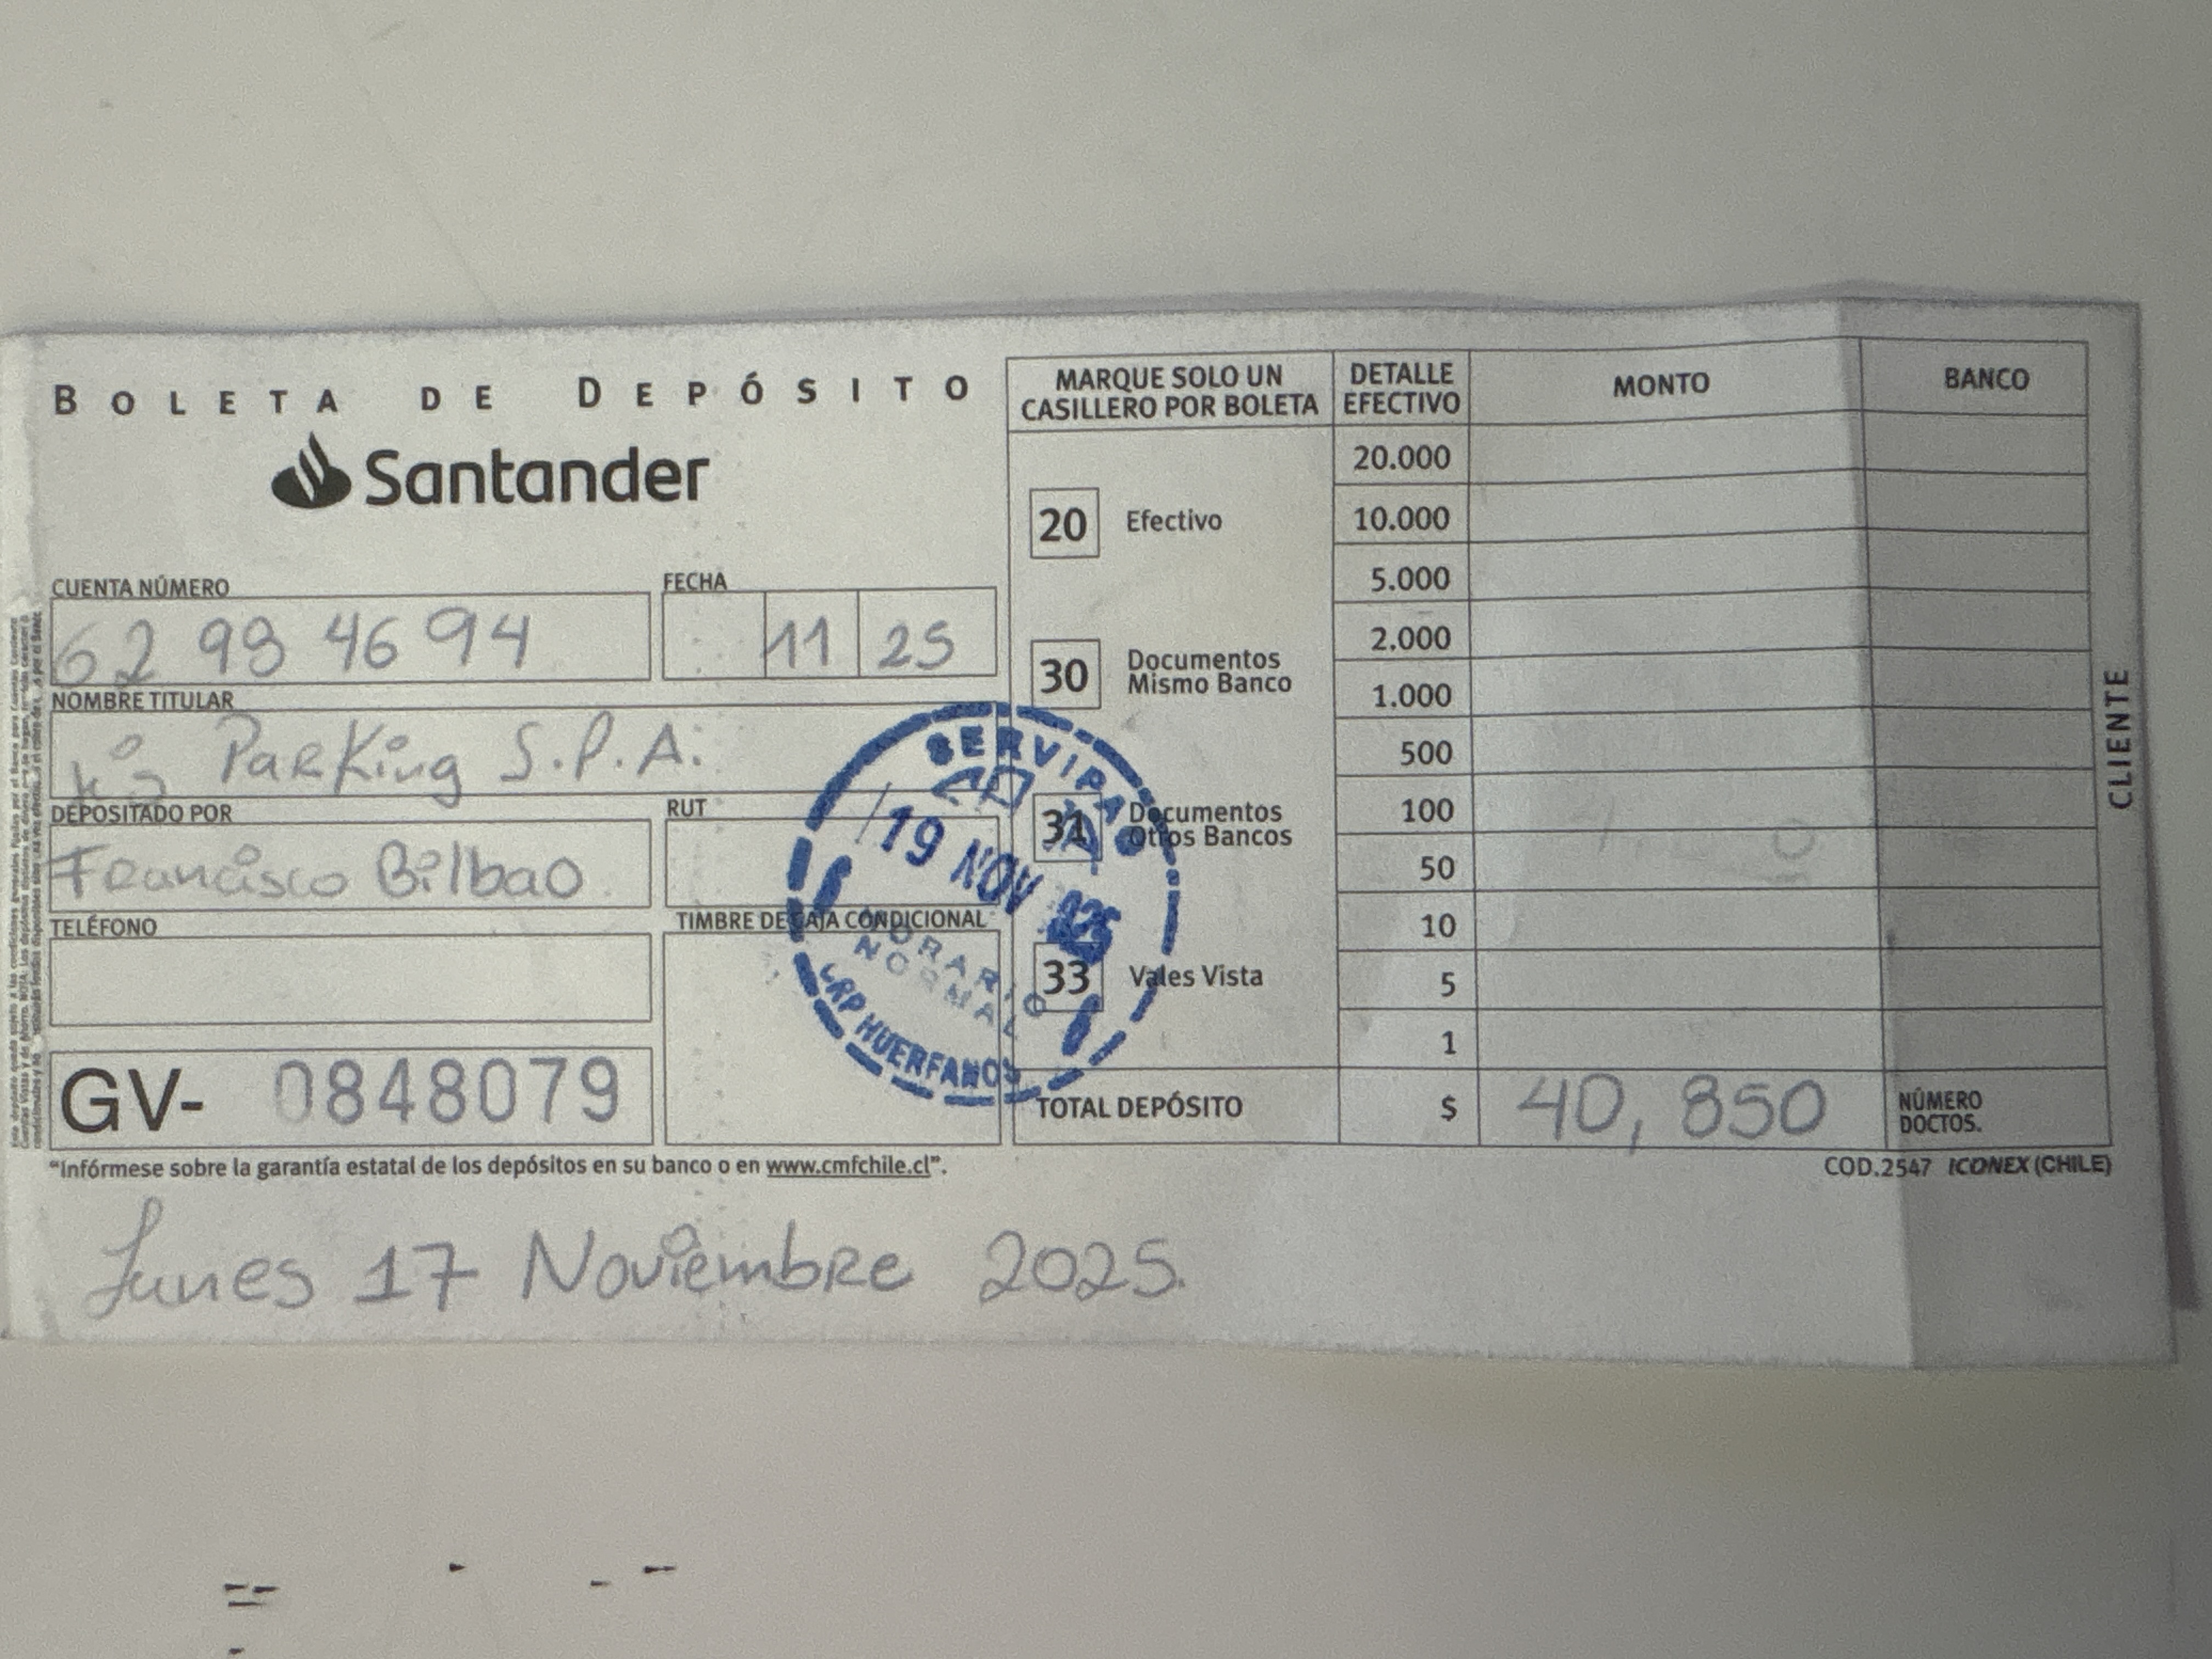 BOLETA DE DEPÓSITO
Santander
CUENTA NÚMERO
62 98 46 94
FECHA
11 25
NOMBRE TITULAR
Parking S.P.A.
DEPOSITADO POR
Francisco Bilbao
RUT
TELÉFONO
TIMBRE DE CAJA CONDICIONAL
GV- 0848079
"Infórmese sobre la garantía estatal de los depósitos en su banco o en www.cmfchile.cl".
Lunes 17 Noviembre 2025.
SERVIPAG
19 NOV
HORARIO
NORMAL
CRP HUERFANOS
MARQUE SOLO UN
CASILLERO POR BOLETA
20 Efectivo
30 Documentos
Mismo Banco
31 Documentos
Otros Bancos
33 Vales Vista
DETALLE
EFECTIVO
MONTO
BANCO
20.000
10.000
5.000
2.000
1.000
500
100
50
10
5
1
TOTAL DEPÓSITO $ 40,850
NÚMERO
DOCTOS.
CLIENTE
COD.2547 ICONEX (CHILE)